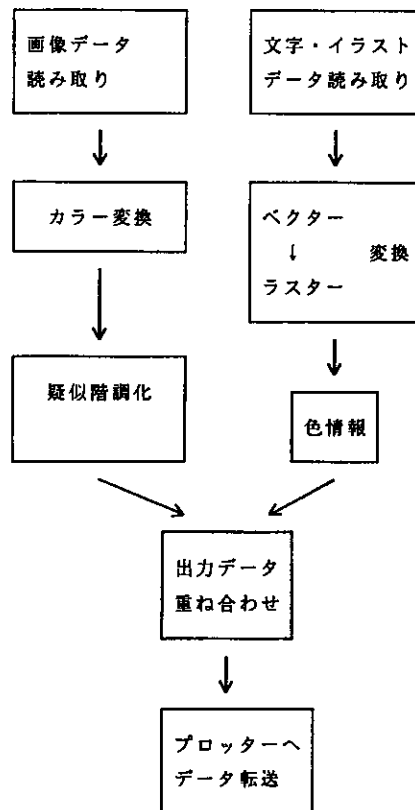 画像データ
読み取り
文字・イラスト
データ読み取り
カラー変換
ベクター
↓ 変換
ラスター
疑似階調化
色情報
出力データ
重ね合わせ
プロッターへ
データ転送